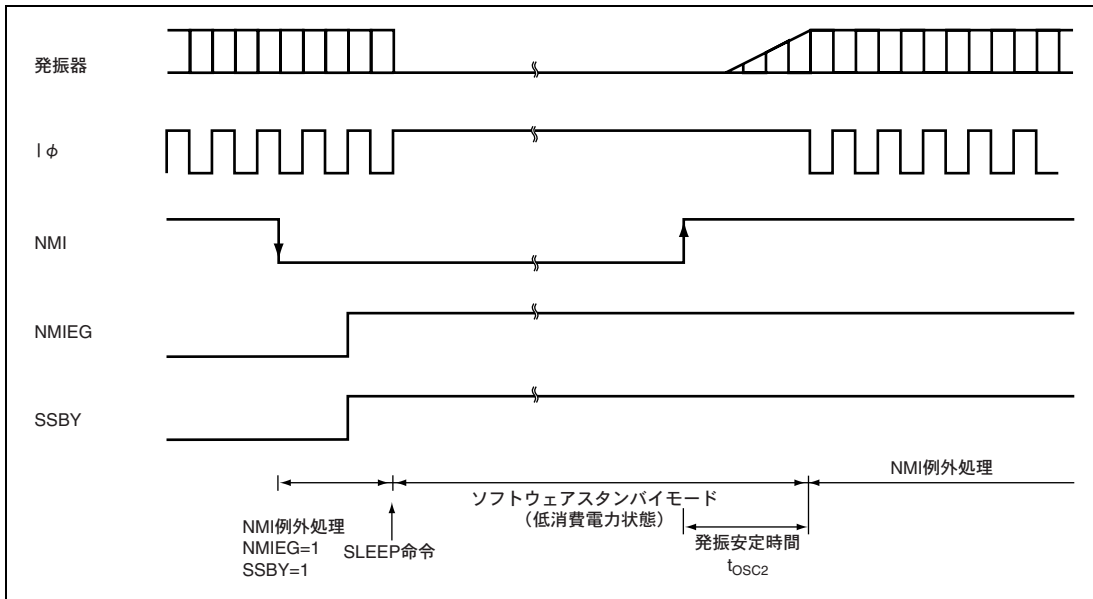 発振器
Iφ
NMI
NMIEG
SSBY
NMI例外処理
NMIEG=1
SSBY=1
SLEEP命令
ソフトウェアスタンバイモード
（低消費電力状態）
発振安定時間
tOSC2
NMI例外処理